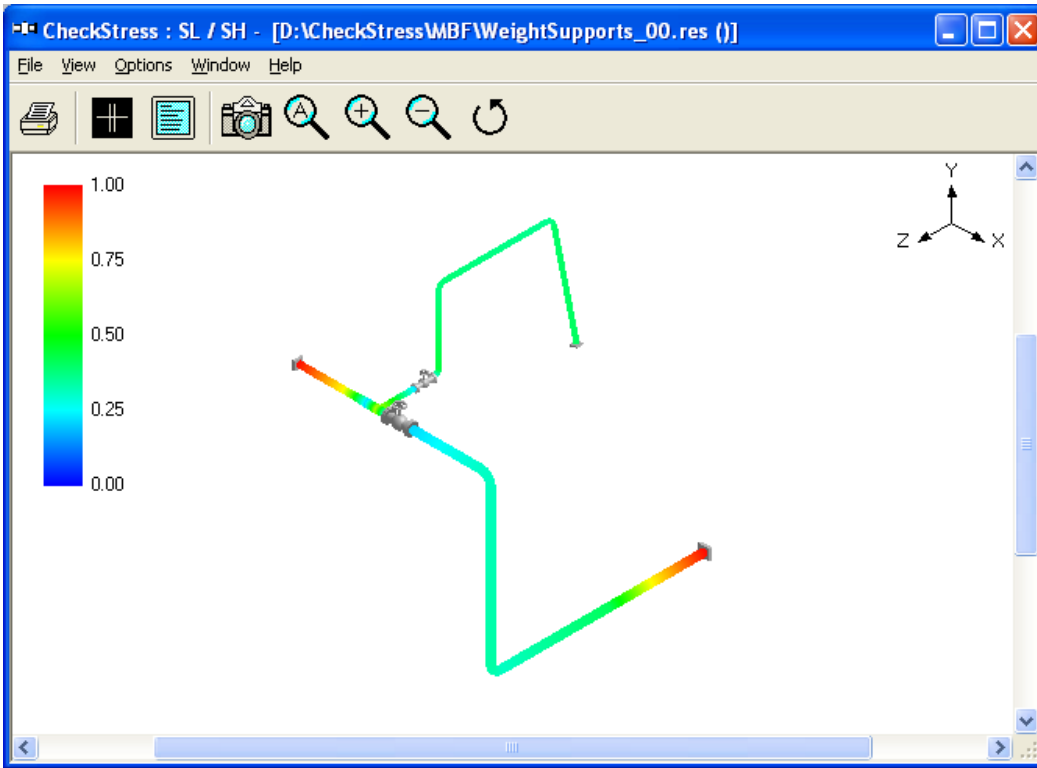 CheckStress : SL / SH - [D:\CheckStress\MBF\WeightSupports_00.res ()]
File View Options Window Help
A
1.00
0.75
0.50
0.25
0.00
Y
Z
X